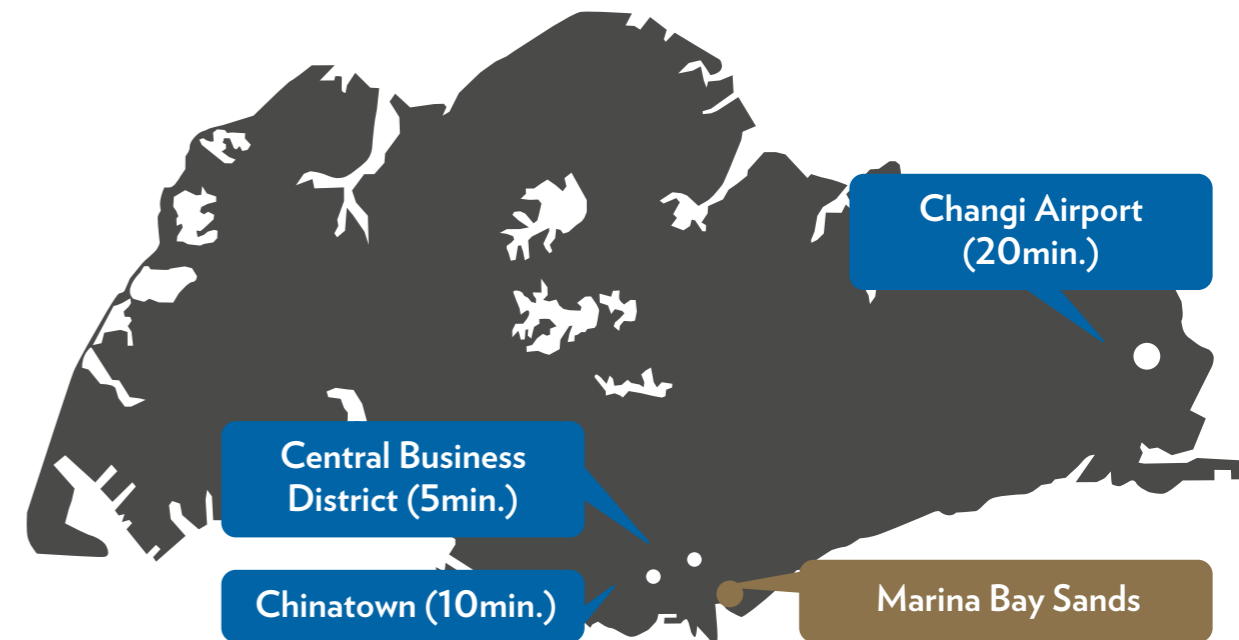 Changi Airport
(20min.)
Central Business
District (5min.)
Chinatown (10min.)
Marina Bay Sands